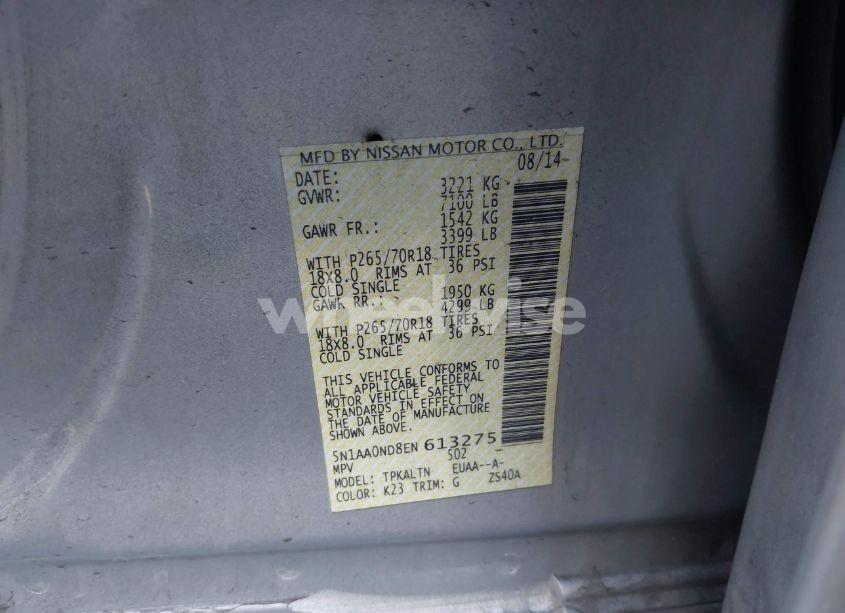 MFD BY NISSAN MOTOR CO., LTD.
DATE: 08/14
GVWR: 3221 KG
7100 LB
GAWR FR.: 1542 KG
3399 LB
WITH P265/70R18 TIRES
18X8.0 RIMS AT 36 PSI
COLD SINGLE
GAWR RR.: 1950 KG
4299 LB
WITH P265/70R18 TIRES
18X8.0 RIMS AT 36 PSI
COLD SINGLE
THIS VEHICLE CONFORMS TO
ALL APPLICABLE FEDERAL
MOTOR VEHICLE SAFETY
STANDARDS IN EFFECT ON
THE DATE OF MANUFACTURE
SHOWN ABOVE.
5N1AA0ND8EN 613275
MPV 502
MODEL: TPKALTN EUAA--A-
COLOR: K23 TRIM: G ZS40A
wheelwise